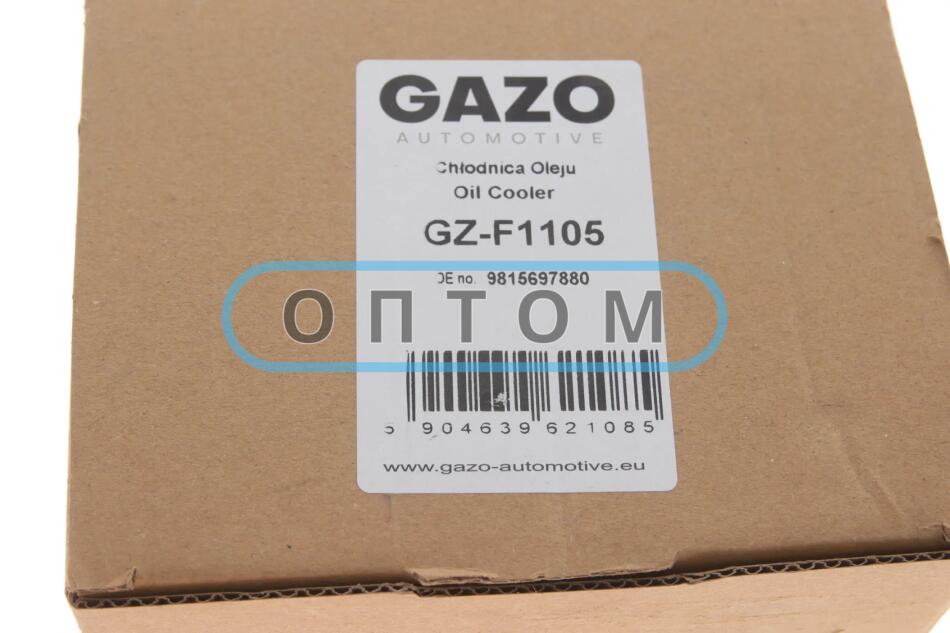 GAZO
AUTOMOTIVE
Chłodnica Oleju
Oil Cooler
GZ-F1105
OE no. 9815697880
ОПТОМ
5 904639 621085
www.gazo-automotive.eu